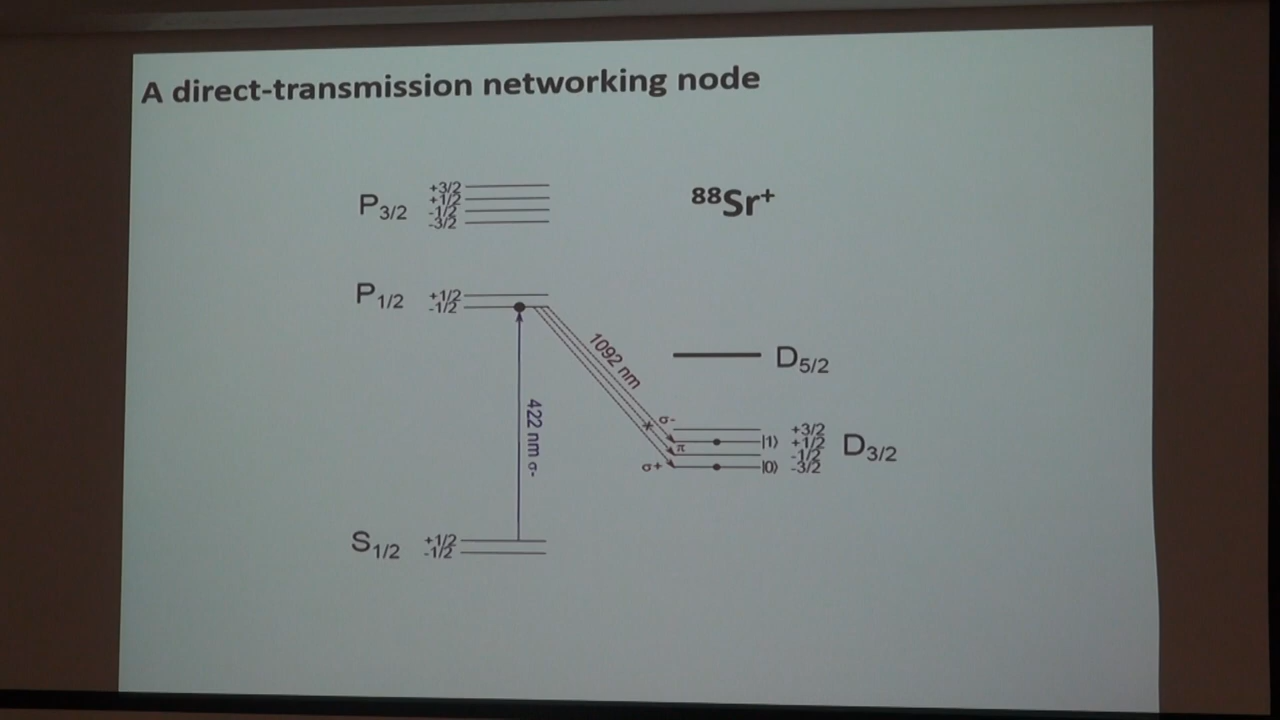 A direct-transmission networking node
⁸⁸Sr⁺
P3/2
+3/2
+1/2
-1/2
-3/2
P1/2
+1/2
-1/2
1092 nm
D5/2
422 nm σ-
σ-
π
σ+
|1⟩
|0⟩
+3/2
+1/2
-1/2
-3/2
D3/2
S1/2
+1/2
-1/2